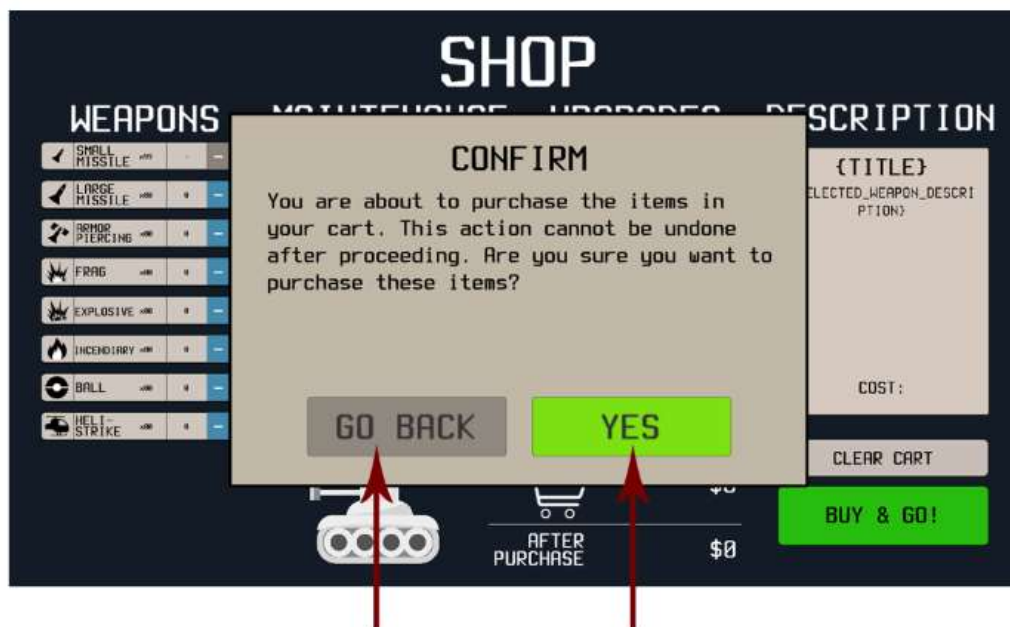 SHOP
WEAPONS
DESCRIPTION
SMALL
MISSILE
LARGE
MISSILE
ARMOR
PIERCING
FRAG
EXPLOSIVE
INCENDIARY
BALL
HELI-
STRIKE
CONFIRM
You are about to purchase the items in
your cart. This action cannot be undone
after proceeding. Are you sure you want to
purchase these items?
GO BACK
YES
{TITLE}
COST:
CLEAR CART
BUY & GO!
AFTER
PURCHASE
$0